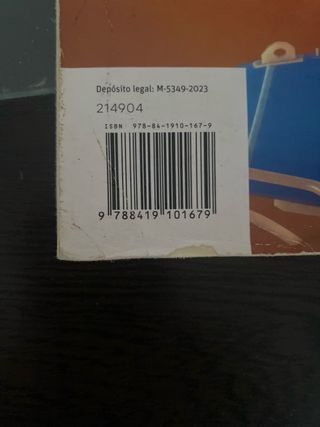 Depósito legal: M-5349-2023
214904
ISBN 978-84-1910-167-9
9 788419 101679